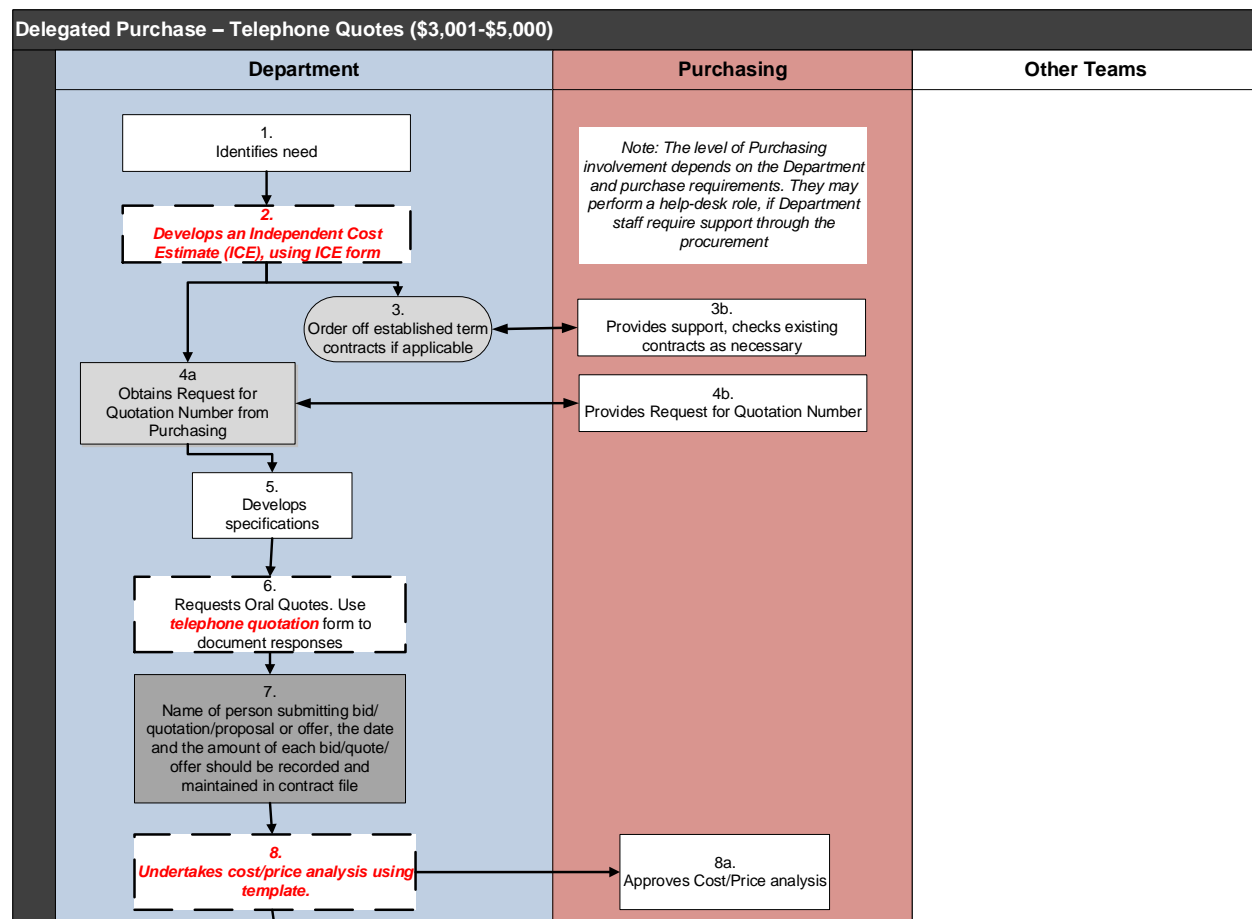 Delegated Purchase – Telephone Quotes ($3,001-$5,000)
Department
Purchasing
Other Teams
1.
Identifies need
Note: The level of Purchasing
involvement depends on the Department
and purchase requirements. They may
perform a help-desk role, if Department
staff require support through the
procurement
2.
Develops an Independent Cost
Estimate (ICE), using ICE form
3.
Order off established term
contracts if applicable
3b.
Provides support, checks existing
contracts as necessary
4a
Obtains Request for
Quotation Number from
Purchasing
4b.
Provides Request for Quotation Number
5.
Develops
specifications
6.
Requests Oral Quotes. Use
telephone quotation form to
document responses
7.
Name of person submitting bid/
quotation/proposal or offer, the date
and the amount of each bid/quote/
offer should be recorded and
maintained in contract file
8.
Undertakes cost/price analysis using
template.
8a.
Approves Cost/Price analysis